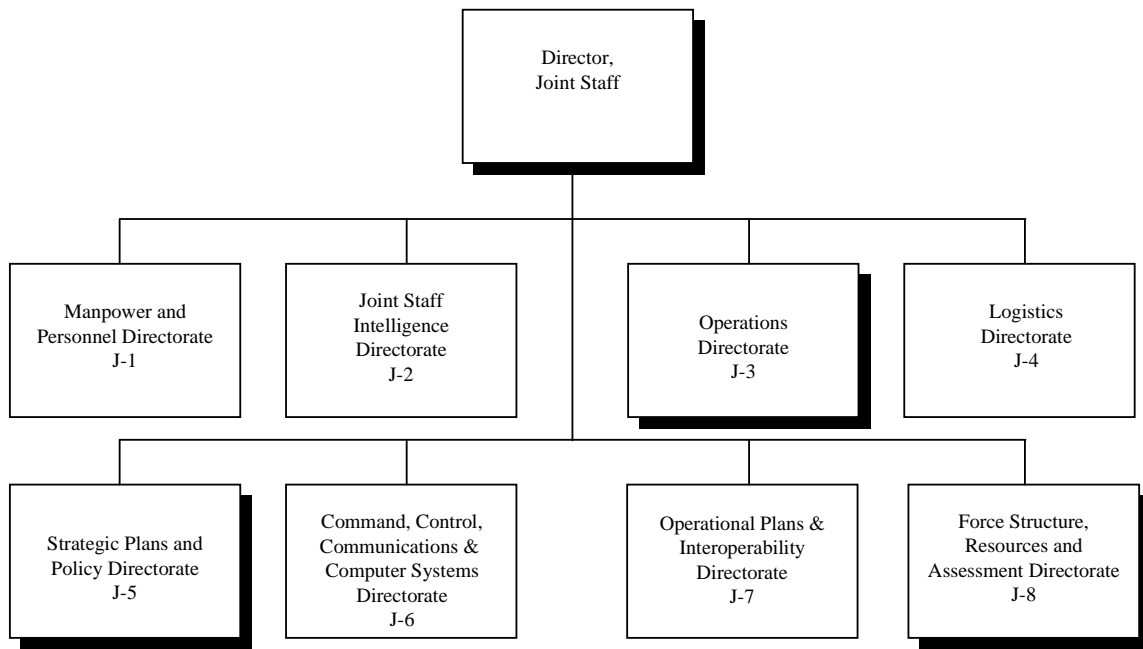 Director,
Joint Staff
Manpower and
Personnel Directorate
J-1
Joint Staff
Intelligence
Directorate
J-2
Operations
Directorate
J-3
Logistics
Directorate
J-4
Strategic Plans and
Policy Directorate
J-5
Command, Control,
Communications &
Computer Systems
Directorate
J-6
Operational Plans &
Interoperability
Directorate
J-7
Force Structure,
Resources and
Assessment Directorate
J-8